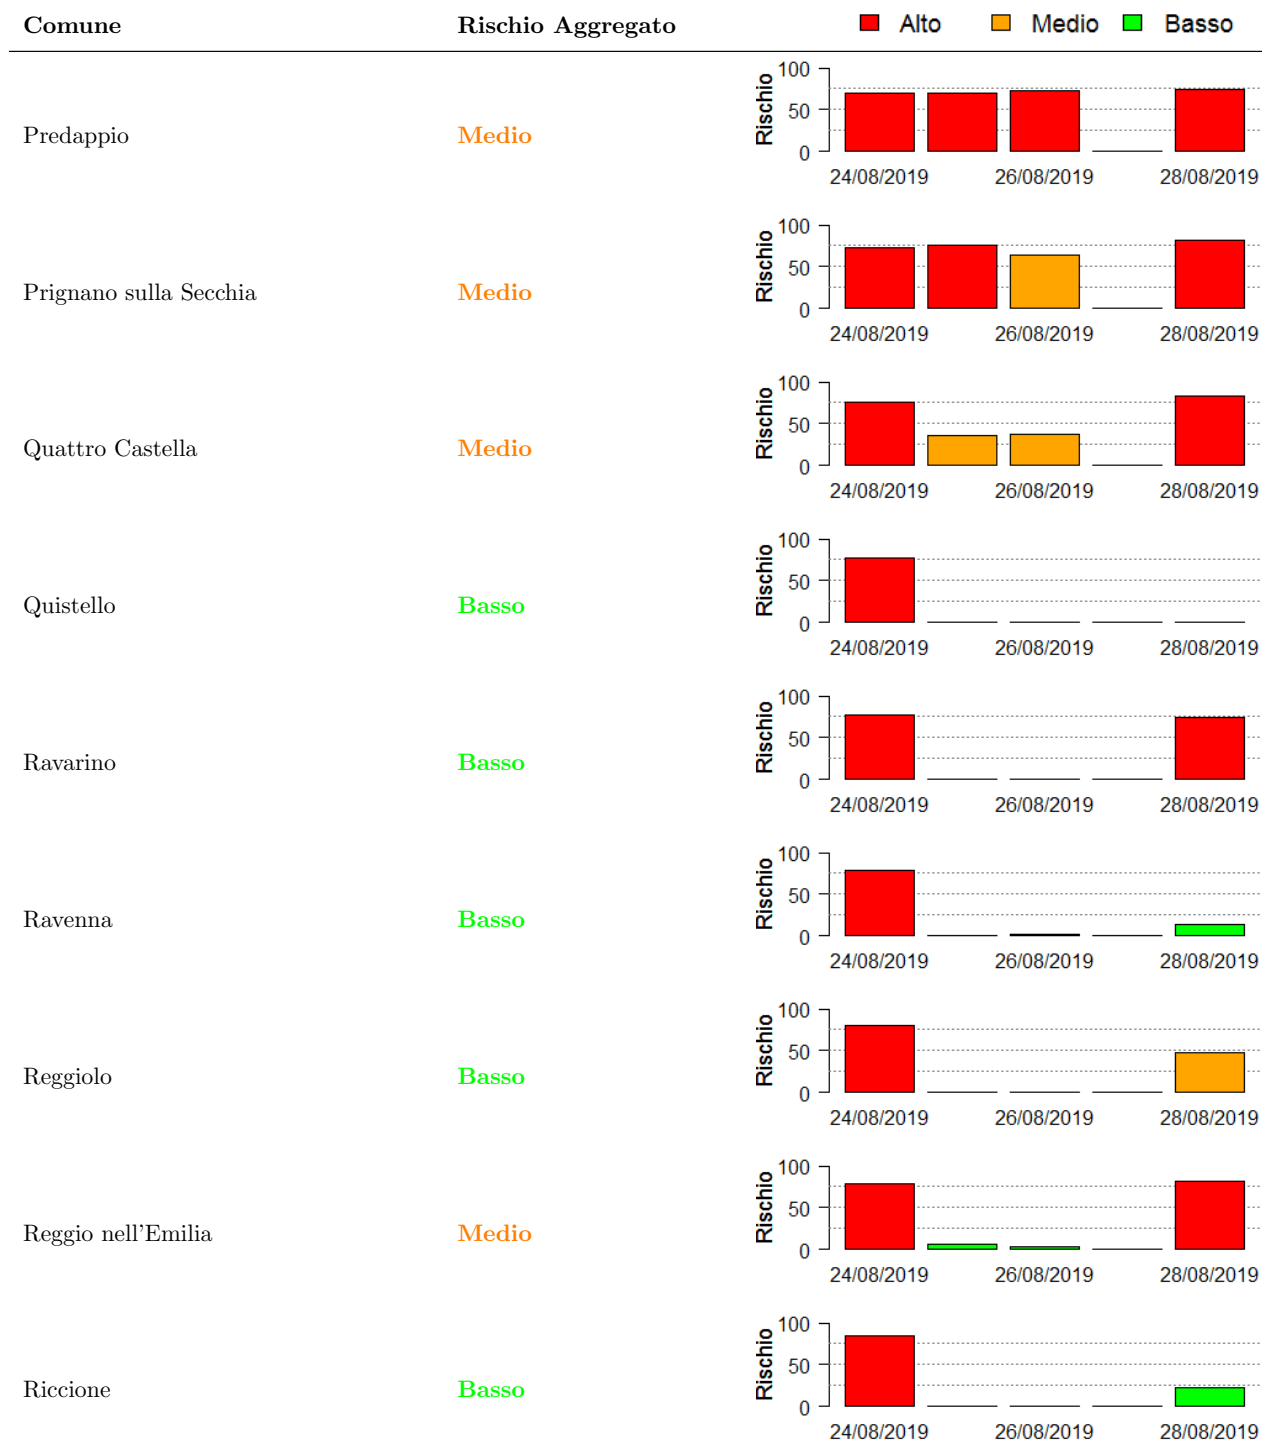 Comune Rischio Aggregato Alto Medio Basso
Predappio Medio
Rischio
100
50
0
24/08/2019 26/08/2019 28/08/2019
Prignano sulla Secchia Medio
Rischio
100
50
0
24/08/2019 26/08/2019 28/08/2019
Quattro Castella Medio
Rischio
100
50
0
24/08/2019 26/08/2019 28/08/2019
Quistello Basso
Rischio
100
50
0
24/08/2019 26/08/2019 28/08/2019
Ravarino Basso
Rischio
100
50
0
24/08/2019 26/08/2019 28/08/2019
Ravenna Basso
Rischio
100
50
0
24/08/2019 26/08/2019 28/08/2019
Reggiolo Basso
Rischio
100
50
0
24/08/2019 26/08/2019 28/08/2019
Reggio nell'Emilia Medio
Rischio
100
50
0
24/08/2019 26/08/2019 28/08/2019
Riccione Basso
Rischio
100
50
0
24/08/2019 26/08/2019 28/08/2019